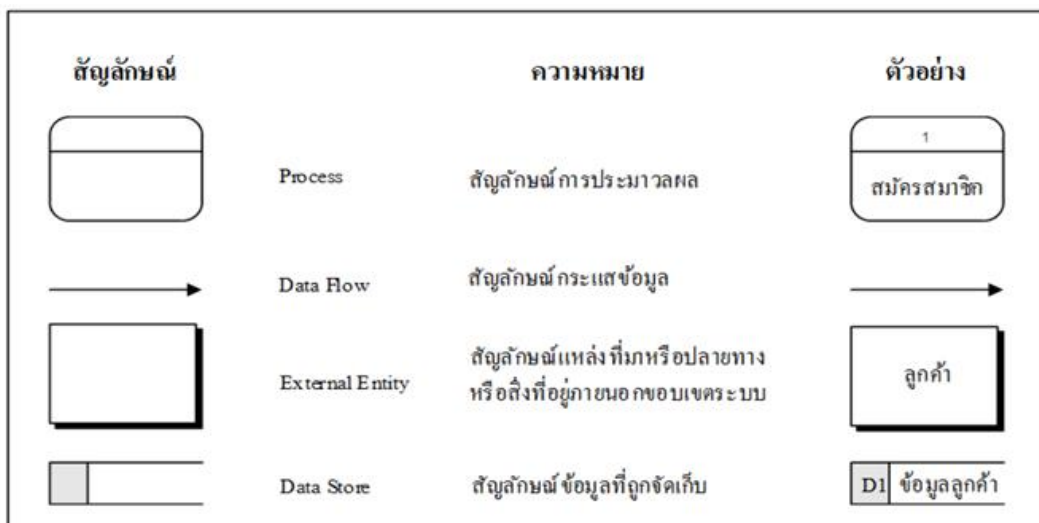 สัญลักษณ์ ความหมาย ตัวอย่าง
1
Process สัญลักษณ์การประมาวลผล สมัครสมาชิก
Data Flow สัญลักษณ์กระแสข้อมูล
สัญลักษณ์แหล่งที่มาหรือปลายทาง
External Entity หรือสิ่งที่อยู่ภายนอกขอบเขตระบบ ลูกค้า
Data Store สัญลักษณ์ข้อมูลที่ถูกจัดเก็บ D1 ข้อมูลลูกค้า